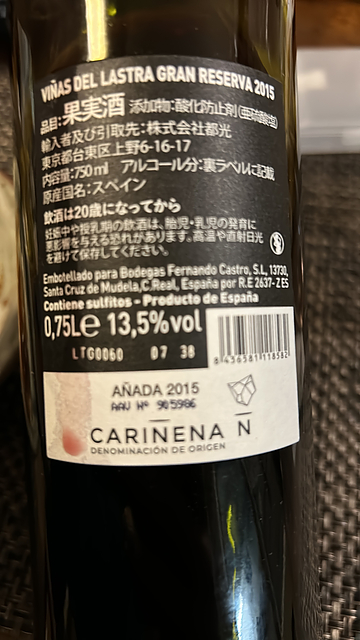 VIÑAS DEL LASTRA GRAN RESERVA 2015
品目:果実酒 添加物:酸化防止剤(亜硫酸塩)
輸入者及び引取先:株式会社都光
東京都台東区上野6-16-17
内容量:750ml アルコール分:裏ラベルに記載
原産国名:スペイン
飲酒は20歳になってから
妊娠中や授乳期の飲酒は、胎児・乳児の発育に
悪影響を与える恐れがあります。高温や直射日光
を避けて保存してください。
Embotellado para Bodegas Fernando Castro, S.L, 13730,
Santa Cruz de Mudela,C.Real, España por R.E 2637-Z ES
Contiene sulfitos - Producto de España
0,75L℮ 13,5%vol
8436581118582
LTG0060 07 38
AÑADA 2015
AAU Nº 905986
CARIÑENA
DENOMINACIÓN DE ORIGEN
N